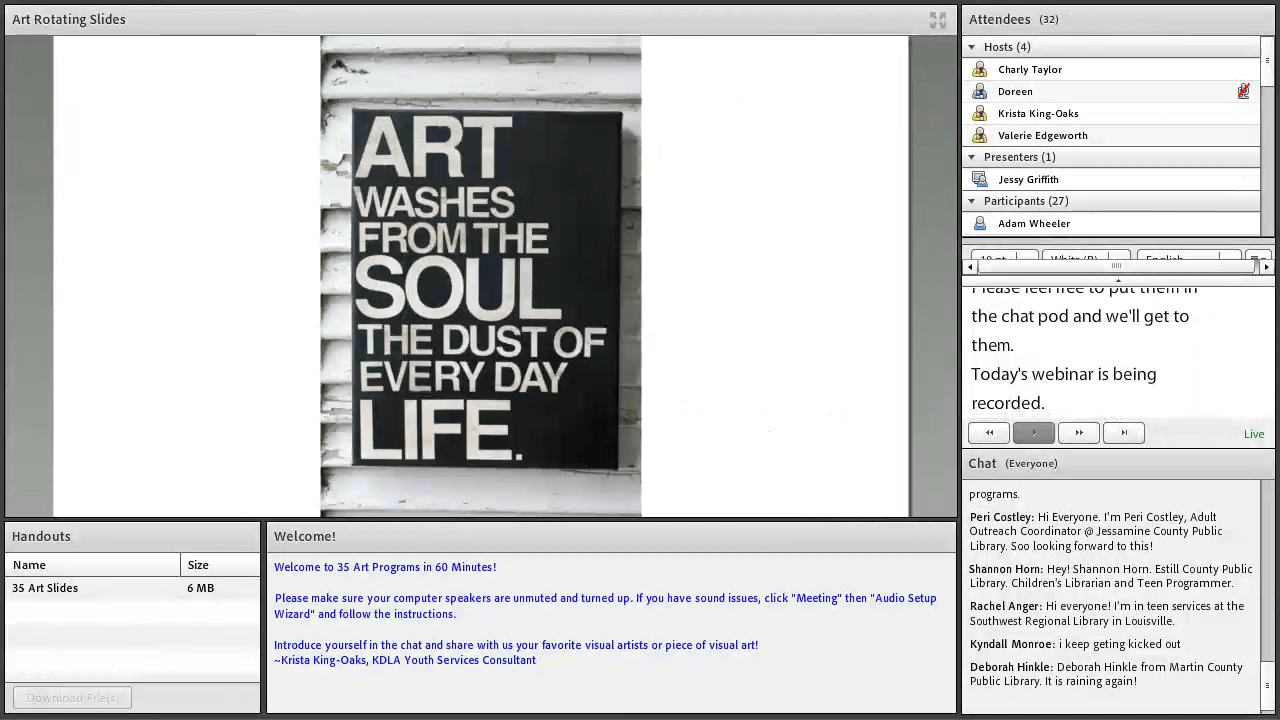 Art Rotating Slides
ART
WASHES
FROM THE
SOUL
THE DUST OF
EVERY DAY
LIFE.
Handouts
Name Size
35 Art Slides 6 MB
Download File(s)
Welcome!
Welcome to 35 Art Programs in 60 Minutes!
Please make sure your computer speakers are unmuted and turned up. If you have sound issues, click "Meeting" then "Audio Setup
Wizard" and follow the instructions.
Introduce yourself in the chat and share with us your favorite visual artists or piece of visual art!
~Krista King-Oaks, KDLA Youth Services Consultant
Attendees (32)
Hosts (4)
Charly Taylor
Doreen
Krista King-Oaks
Valerie Edgeworth
Presenters (1)
Jessy Griffith
Participants (27)
Adam Wheeler
English
Please feel free to put them in
the chat pod and we'll get to
them.
Today's webinar is being
recorded.
Live
Chat (Everyone)
programs.
Peri Costley: Hi Everyone. I'm Peri Costley, Adult
Outreach Coordinator @ Jessamine County Public
Library. Soo looking forward to this!
Shannon Horn: Hey! Shannon Horn. Estill County Public
Library. Children's Librarian and Teen Programmer.
Rachel Anger: Hi everyone! I'm in teen services at the
Southwest Regional Library in Louisville.
Kyndall Monroe: i keep geting kicked out
Deborah Hinkle: Deborah Hinkle from Martin County
Public Library. It is raining again!